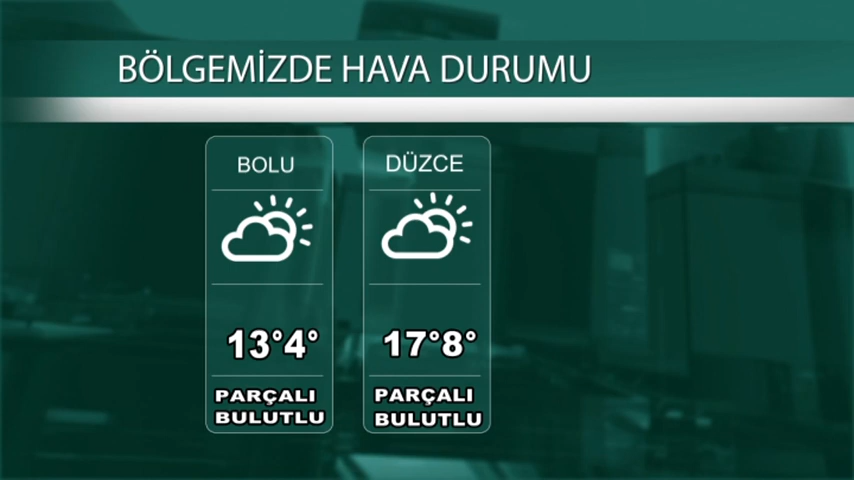 BÖLGEMİZDE HAVA DURUMU
BOLU
13°4°
PARÇALI
BULUTLU
DÜZCE
17°8°
PARÇALI
BULUTLU